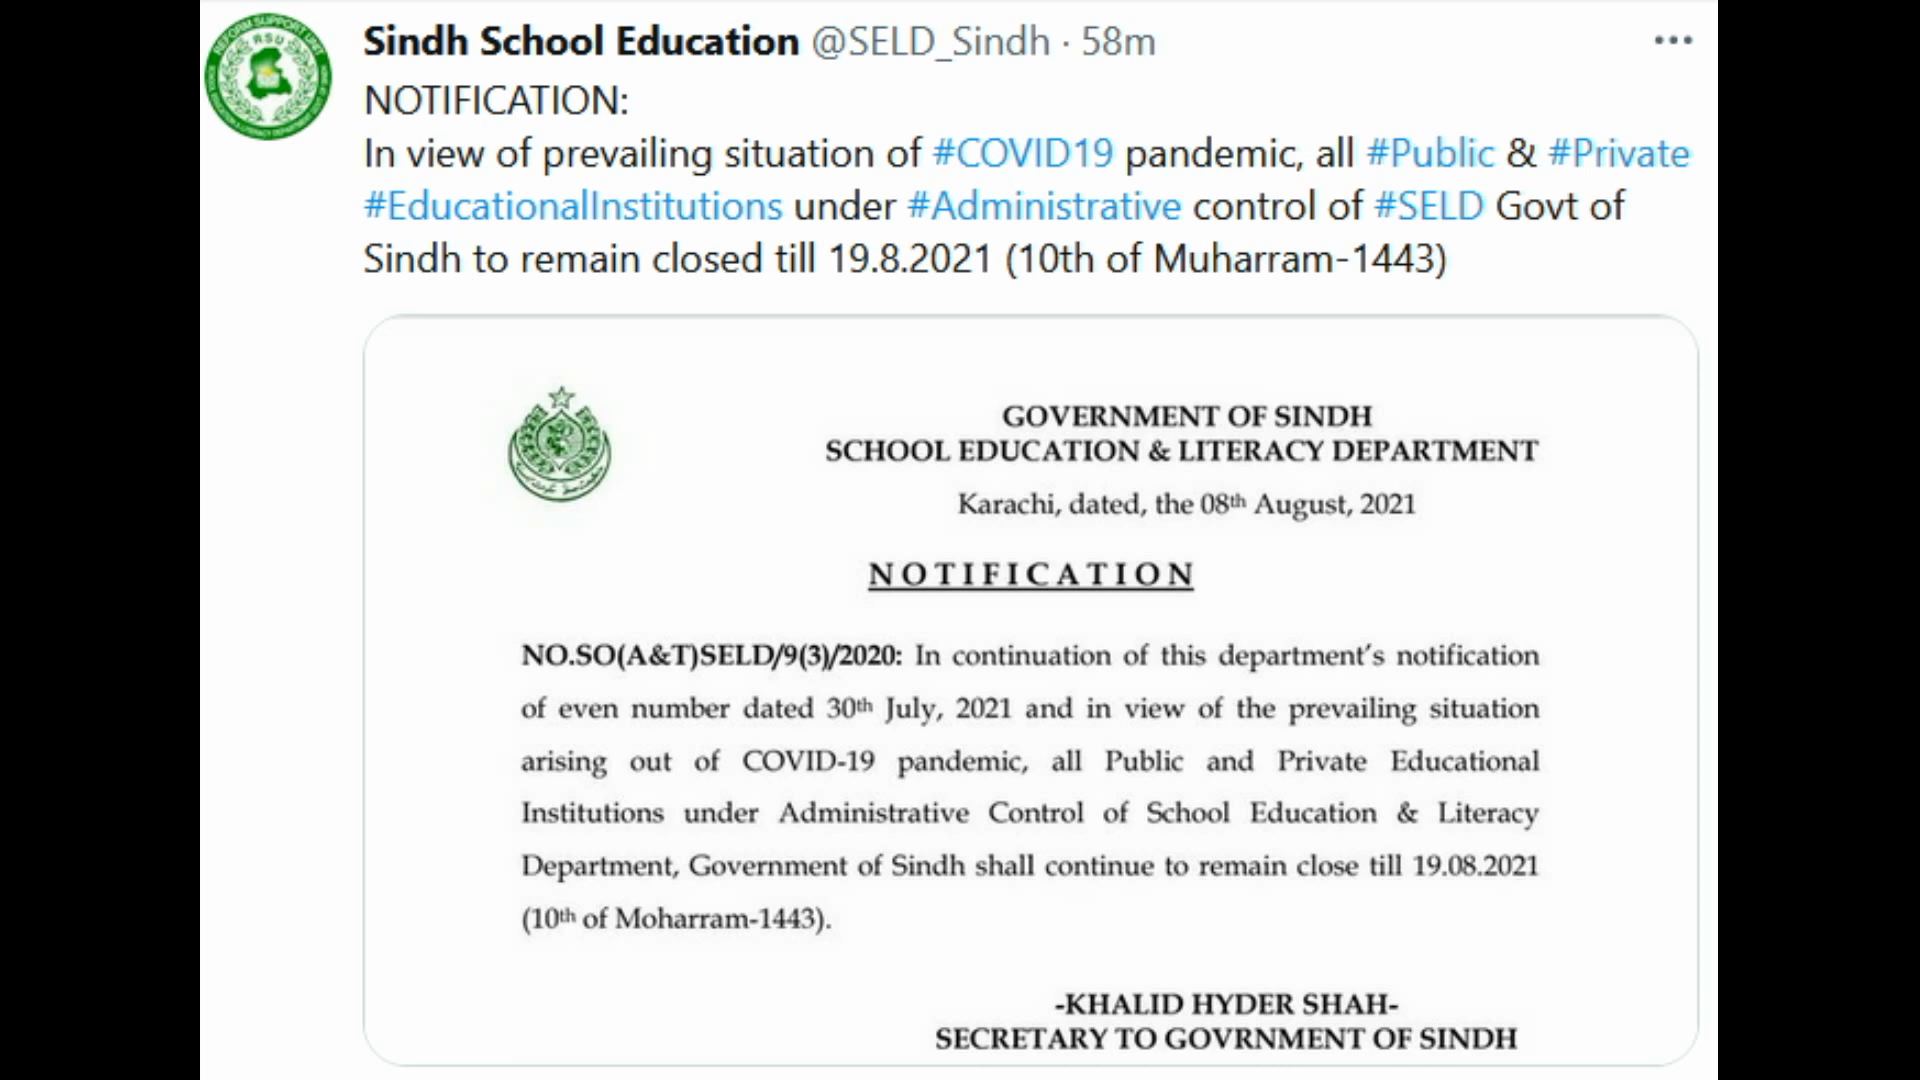 Sindh School Education @SELD_Sindh · 58m
NOTIFICATION:
In view of prevailing situation of #COVID19 pandemic, all #Public & #Private
#EducationalInstitutions under #Administrative control of #SELD Govt of
Sindh to remain closed till 19.8.2021 (10th of Muharram-1443)
REFORM SUPPORT UNIT
RSU
GOVERNMENT OF SINDH
SCHOOL EDUCATION & LITERACY DEPARTMENT
Karachi, dated, the 08th August, 2021
NOTIFICATION
NO.SO(A&T)SELD/9(3)/2020: In continuation of this department's notification
of even number dated 30th July, 2021 and in view of the prevailing situation
arising out of COVID-19 pandemic, all Public and Private Educational
Institutions under Administrative Control of School Education & Literacy
Department, Government of Sindh shall continue to remain close till 19.08.2021
(10th of Moharram-1443).
-KHALID HYDER SHAH-
SECRETARY TO GOVRNMENT OF SINDH